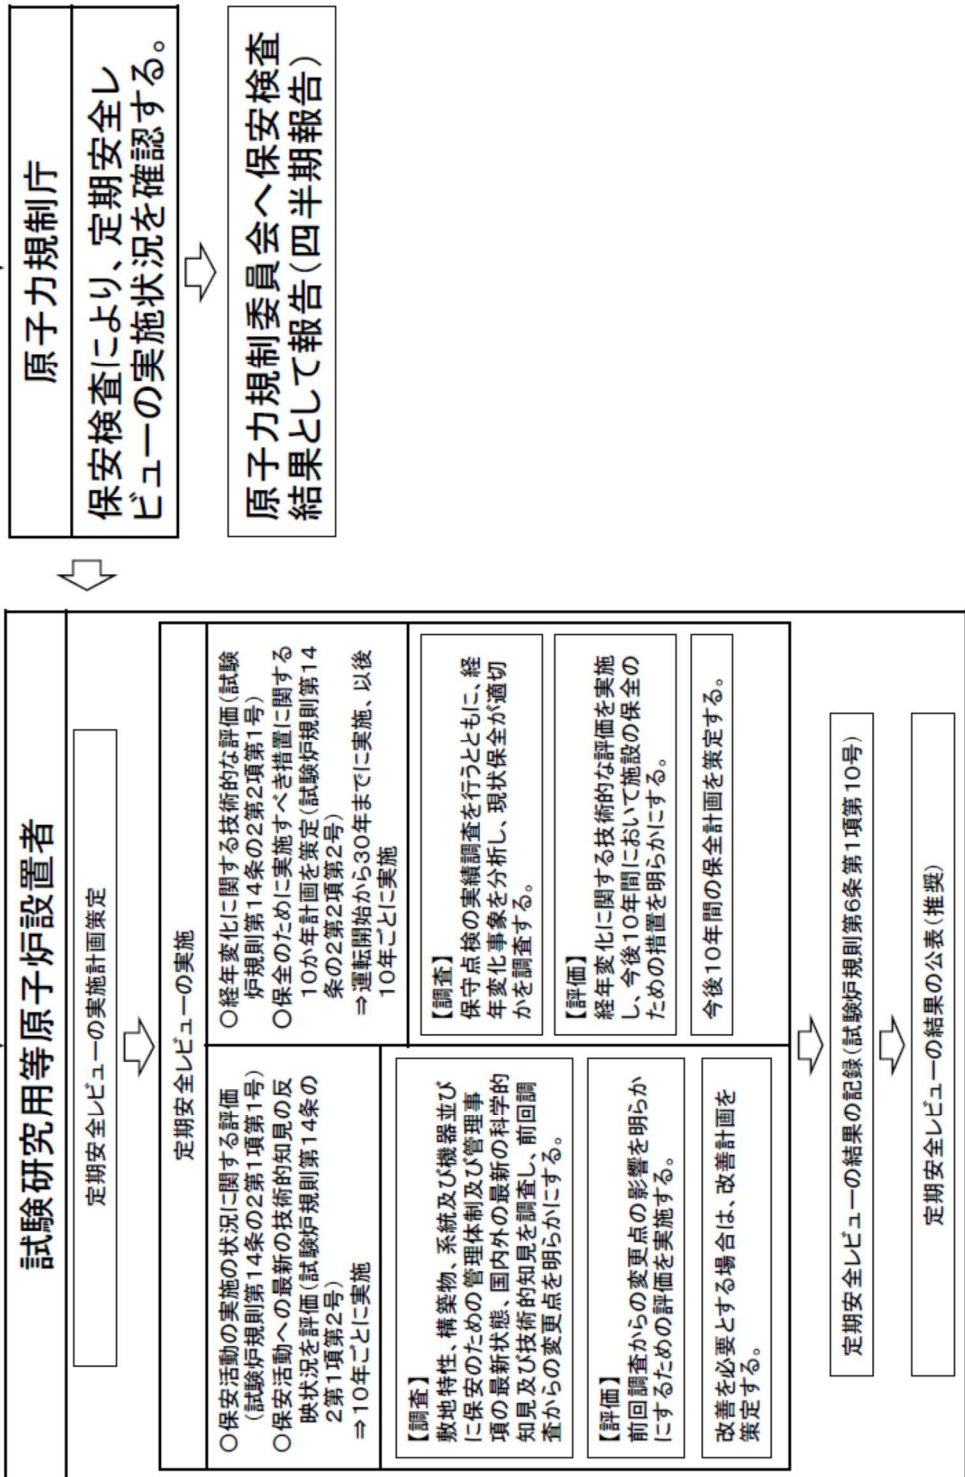 試験研究用等原子炉設置者
定期安全レビューの実施計画策定
定期安全レビューの実施
○保安活動の実施の状況に関する評価
(試験炉規則第14条の2第1項第1号)
○保安活動への最新の技術的知見の反
映状況を評価(試験炉規則第14条の
2第1項第2号)
⇒10年ごとに実施
【調査】
敷地特性、構築物、系統及び機器並び
に保安のための管理体制及び管理事
項の最新状態、国内外の最新の科学的
知見及び技術的知見を調査し、前回調
査からの変更点を明らかにする。
【評価】
前回調査からの変更点の影響を明らか
にするための評価を実施する。
改善を必要とする場合は、改善計画を
策定する。
○経年変化に関する技術的な評価(試験
炉規則第14条の2第2項第1号)
○保全のために実施すべき措置に関する
10か年計画を策定(試験炉規則第14
条の2第2項第2号)
⇒運転開始から30年までに実施、以後
10年ごとに実施
【調査】
保守点検の実績調査を行うとともに、経
年変化事象を分析し、現状保全が適切
かを調査する。
【評価】
経年変化に関する技術的な評価を実施
し、今後10年間において施設の保全の
ための措置を明らかにする。
今後10年間の保全計画を策定する。
定期安全レビューの結果の記録(試験炉規則第6条第1項第10号)
定期安全レビューの結果の公表(推奨)
原子力規制庁
保安検査により、定期安全レ
ビューの実施状況を確認する。
原子力規制委員会へ保安検査
結果として報告(四半期報告)